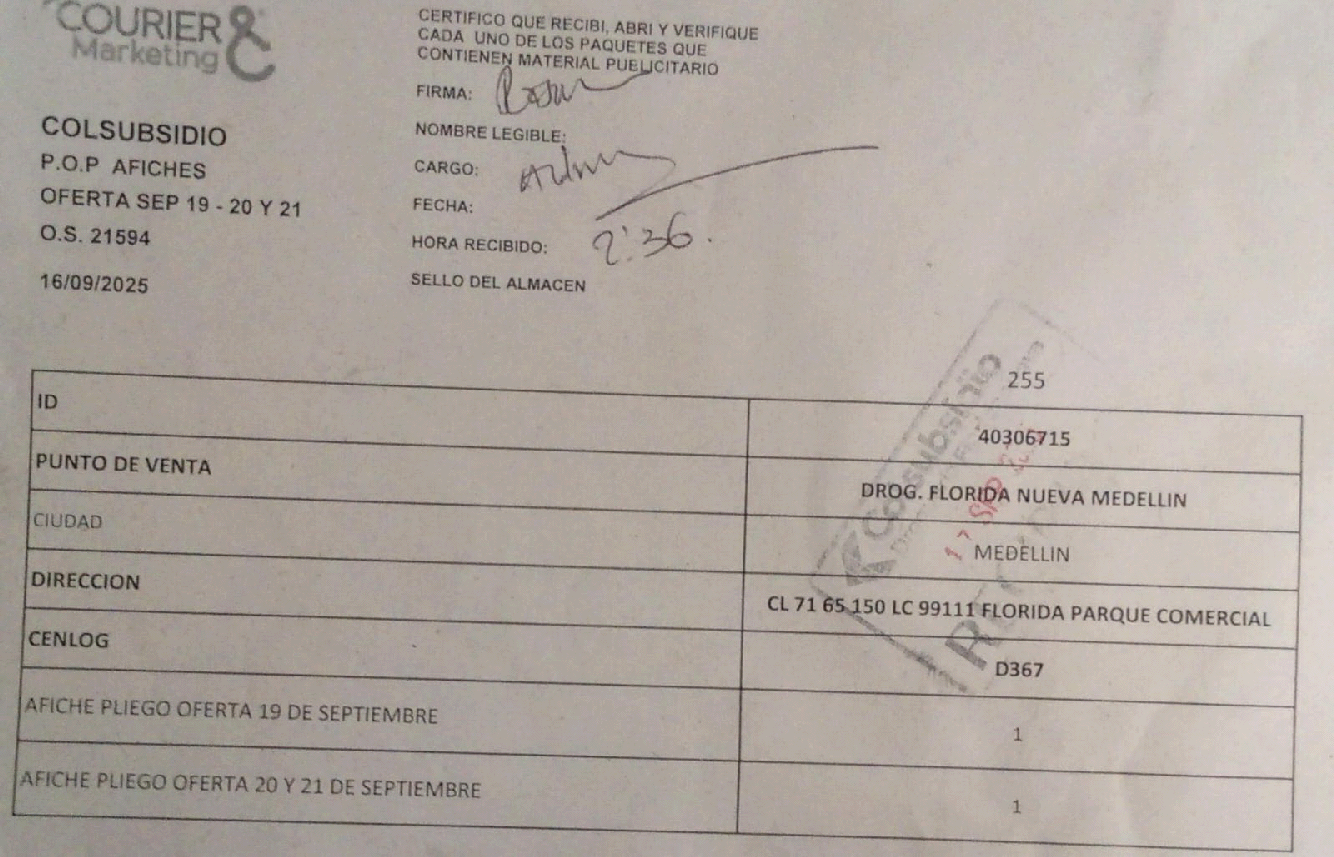 COURIER &
Marketing
COLSUBSIDIO
P.O.P AFICHES
OFERTA SEP 19 - 20 Y 21
O.S. 21594
16/09/2025
CERTIFICO QUE RECIBI, ABRI Y VERIFIQUE
CADA UNO DE LOS PAQUETES QUE
CONTIENEN MATERIAL PUBLICITARIO
FIRMA:
NOMBRE LEGIBLE:
CARGO:
FECHA:
HORA RECIBIDO: 2:36.
SELLO DEL ALMACEN
255
ID 40306715
PUNTO DE VENTA DROG. FLORIDA NUEVA MEDELLIN
CIUDAD MEDELLIN
DIRECCION CL 71 65 150 LC 99111 FLORIDA PARQUE COMERCIAL
CENLOG D367
AFICHE PLIEGO OFERTA 19 DE SEPTIEMBRE 1
AFICHE PLIEGO OFERTA 20 Y 21 DE SEPTIEMBRE 1
Colsubsidio
17 SEP